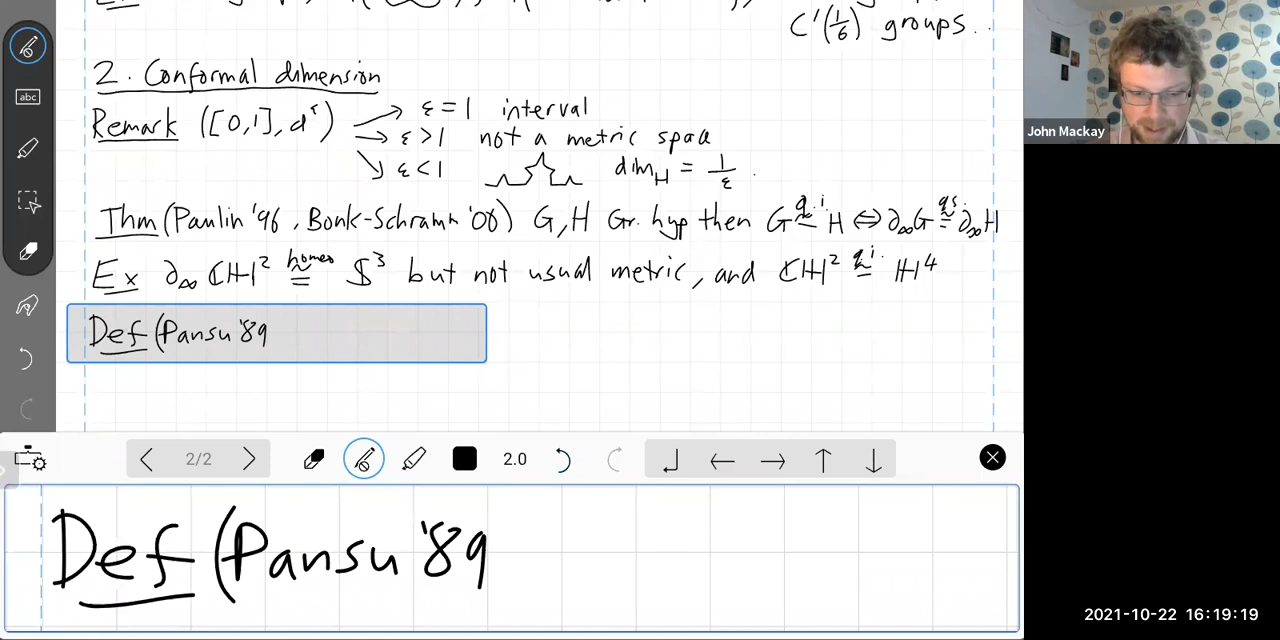 C'(1/6) groups..
2. Conformal dimension
Remark ([0,1], d^ε) → ε = 1 interval
→ ε > 1 not a metric space
↘ ε < 1 dim_H = 1/ε .
Thm (Paulin '96, Bonk-Schramm '00) G, H Gr. hyp then G ≅^{q.i} H ⇔ ∂∞G ≅^{qs} ∂∞H
Ex ∂∞ ℂH² ≅^{homeo} S³ but not usual metric, and ℂH² ≅^{q.i.} H⁴
Def (Pansu '89
abc
2/2
2.0
Def (Pansu '89
John Mackay
2021-10-22 16:19:19